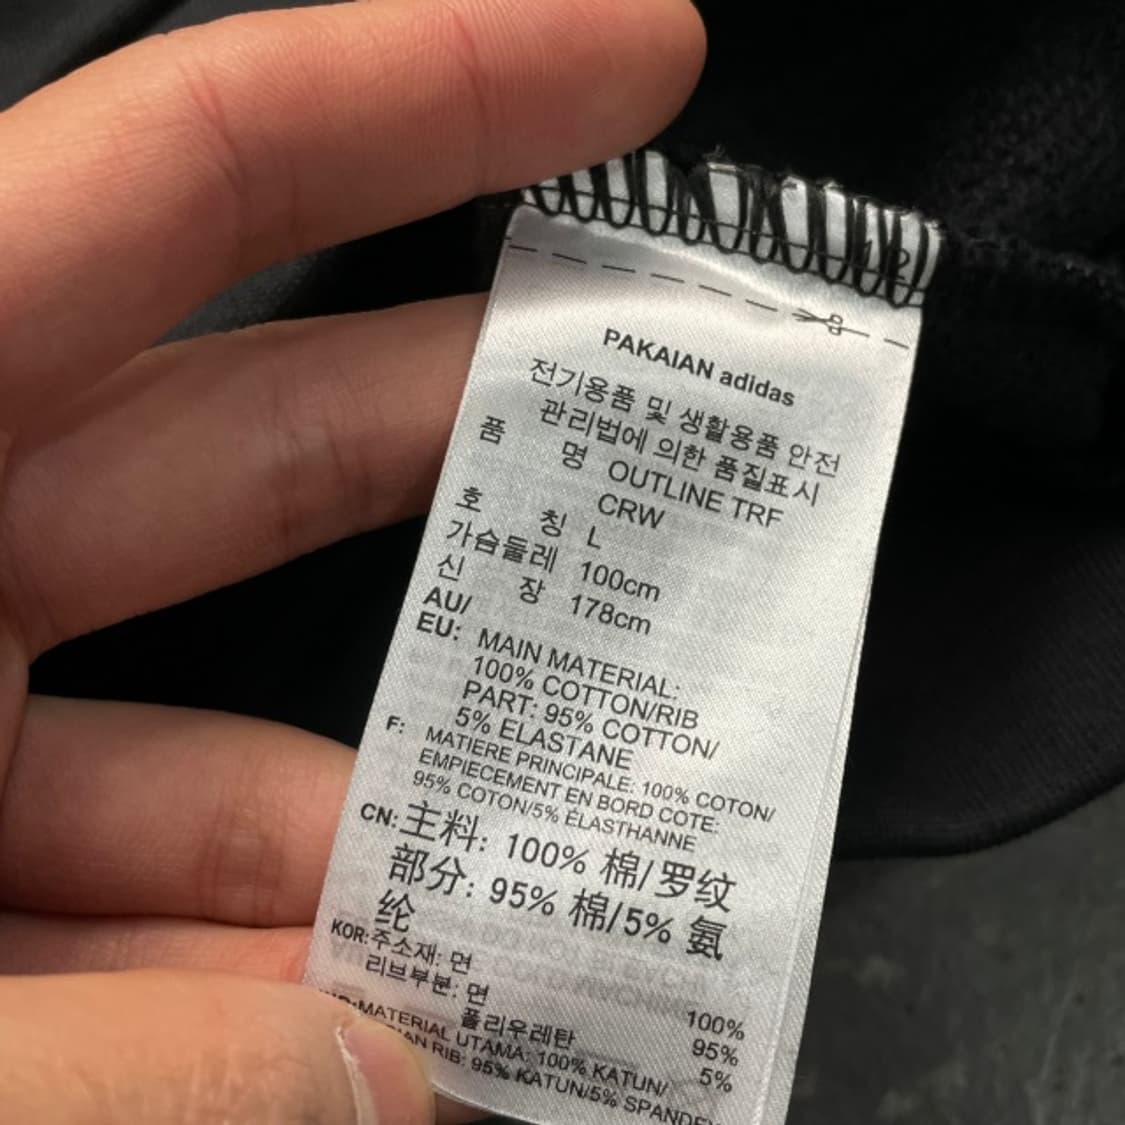 12
PAKAIAN adidas
전기용품 및 생활용품 안전
관리법에 의한 품질표시
품 명 OUTLINE TRF
CRW
호 칭 L
가슴둘레 100cm
신 장 178cm
AU/
EU: MAIN MATERIAL:
100% COTTON/RIB
PART: 95% COTTON/
5% ELASTANE
F: MATIERE PRINCIPALE: 100% COTON/
EMPIECEMENT EN BORD COTE:
95% COTON/5% ÉLASTHANNE
CN: 主料: 100% 棉/罗纹
部分: 95% 棉/5% 氨
纶
KOR: 주소재: 면 100%
리브부분: 면 95%
폴리우레탄 5%
MATERIAL UTAMA: 100% KATUN/
RIB: 95% KATUN/5% SPANDEX